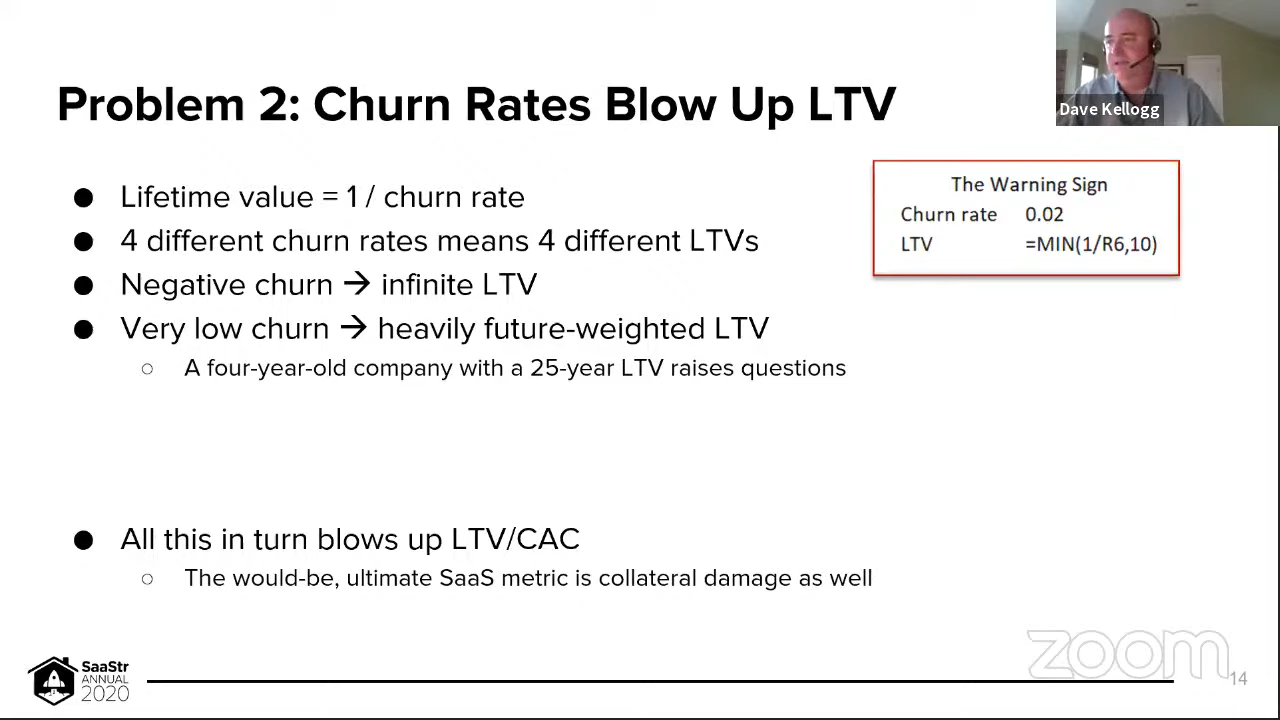 Dave Kellogg
Problem 2: Churn Rates Blow Up LTV
● Lifetime value = 1 / churn rate
● 4 different churn rates means 4 different LTVs
● Negative churn → infinite LTV
● Very low churn → heavily future-weighted LTV
○ A four-year-old company with a 25-year LTV raises questions
The Warning Sign
Churn rate 0.02
LTV =MIN(1/R6,10)
● All this in turn blows up LTV/CAC
○ The would-be, ultimate SaaS metric is collateral damage as well
zoom
SaaStr
ANNUAL
2020
14